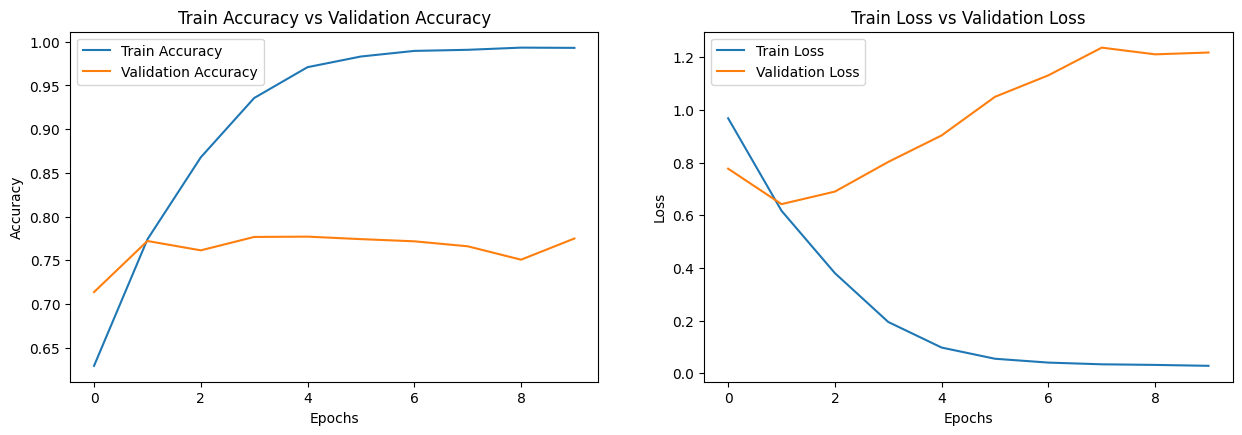 Train Accuracy vs Validation Accuracy
Train Accuracy
Validation Accuracy
1.00
0.95
0.90
0.85
0.80
0.75
0.70
0.65
Accuracy
0
2
4
6
8
Epochs
Train Loss vs Validation Loss
Train Loss
Validation Loss
1.2
1.0
0.8
0.6
0.4
0.2
0.0
Loss
0
2
4
6
8
Epochs